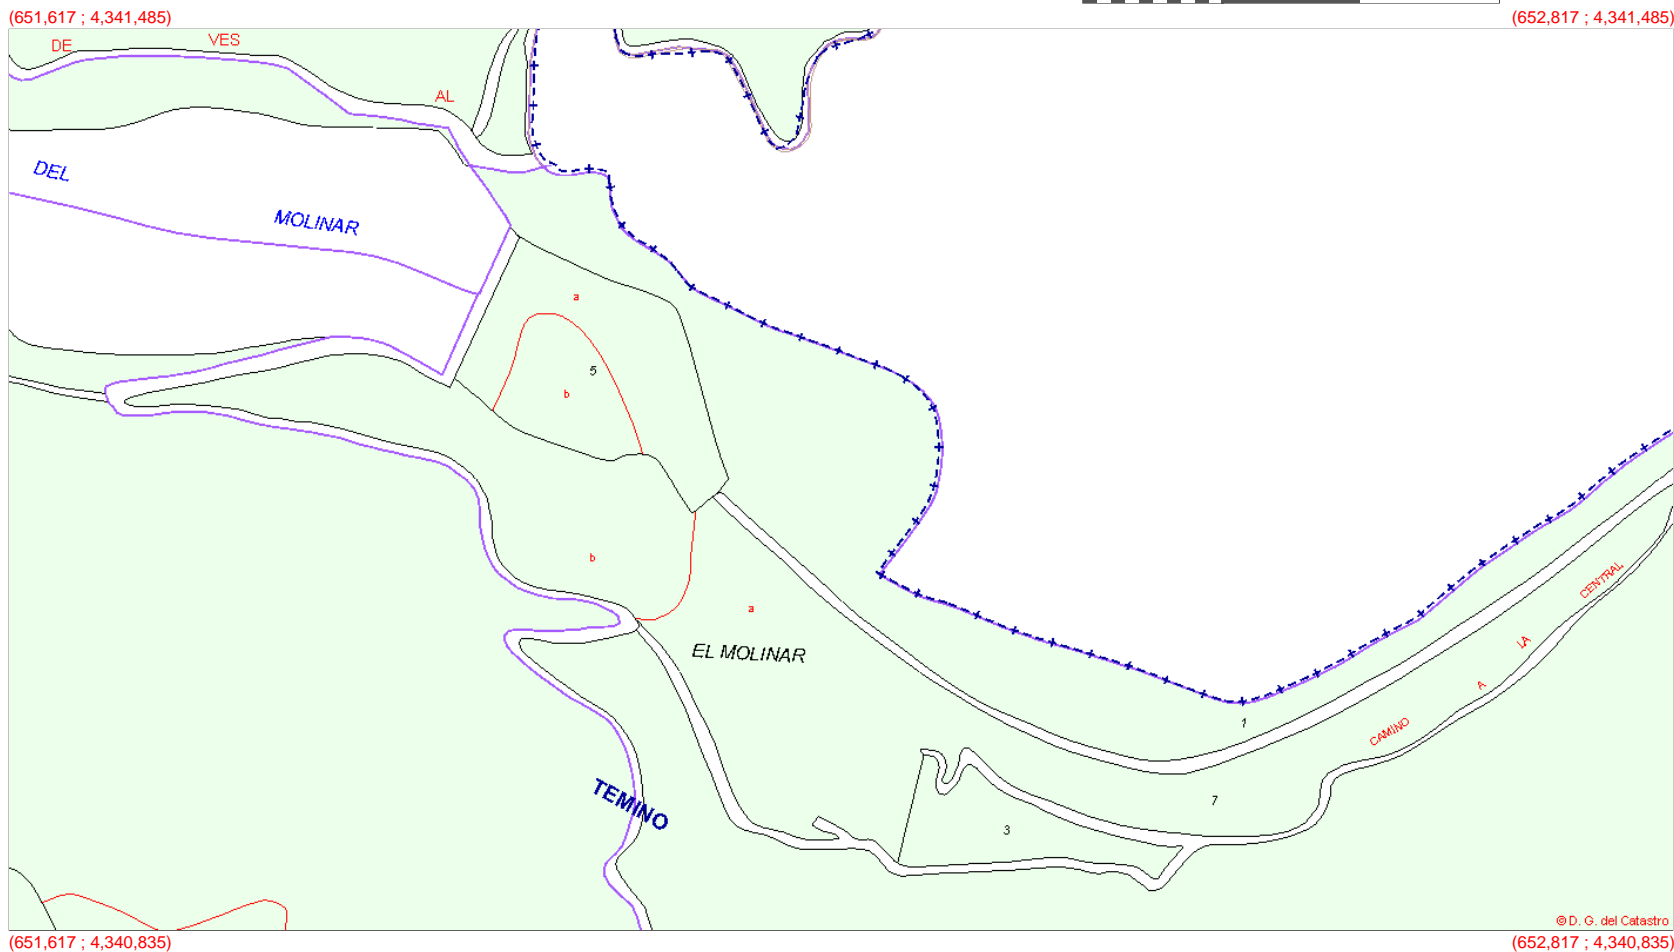 (651,617 ; 4,341,485)
(652,817 ; 4,341,485)
DE
VES
AL
DEL
MOLINAR
a
5
b
b
a
EL MOLINAR
CENTRAL
LA
A
CAMINO
1
7
3
TEMINO
© D. G. del Catastro
(651,617 ; 4,340,835)
(652,817 ; 4,340,835)